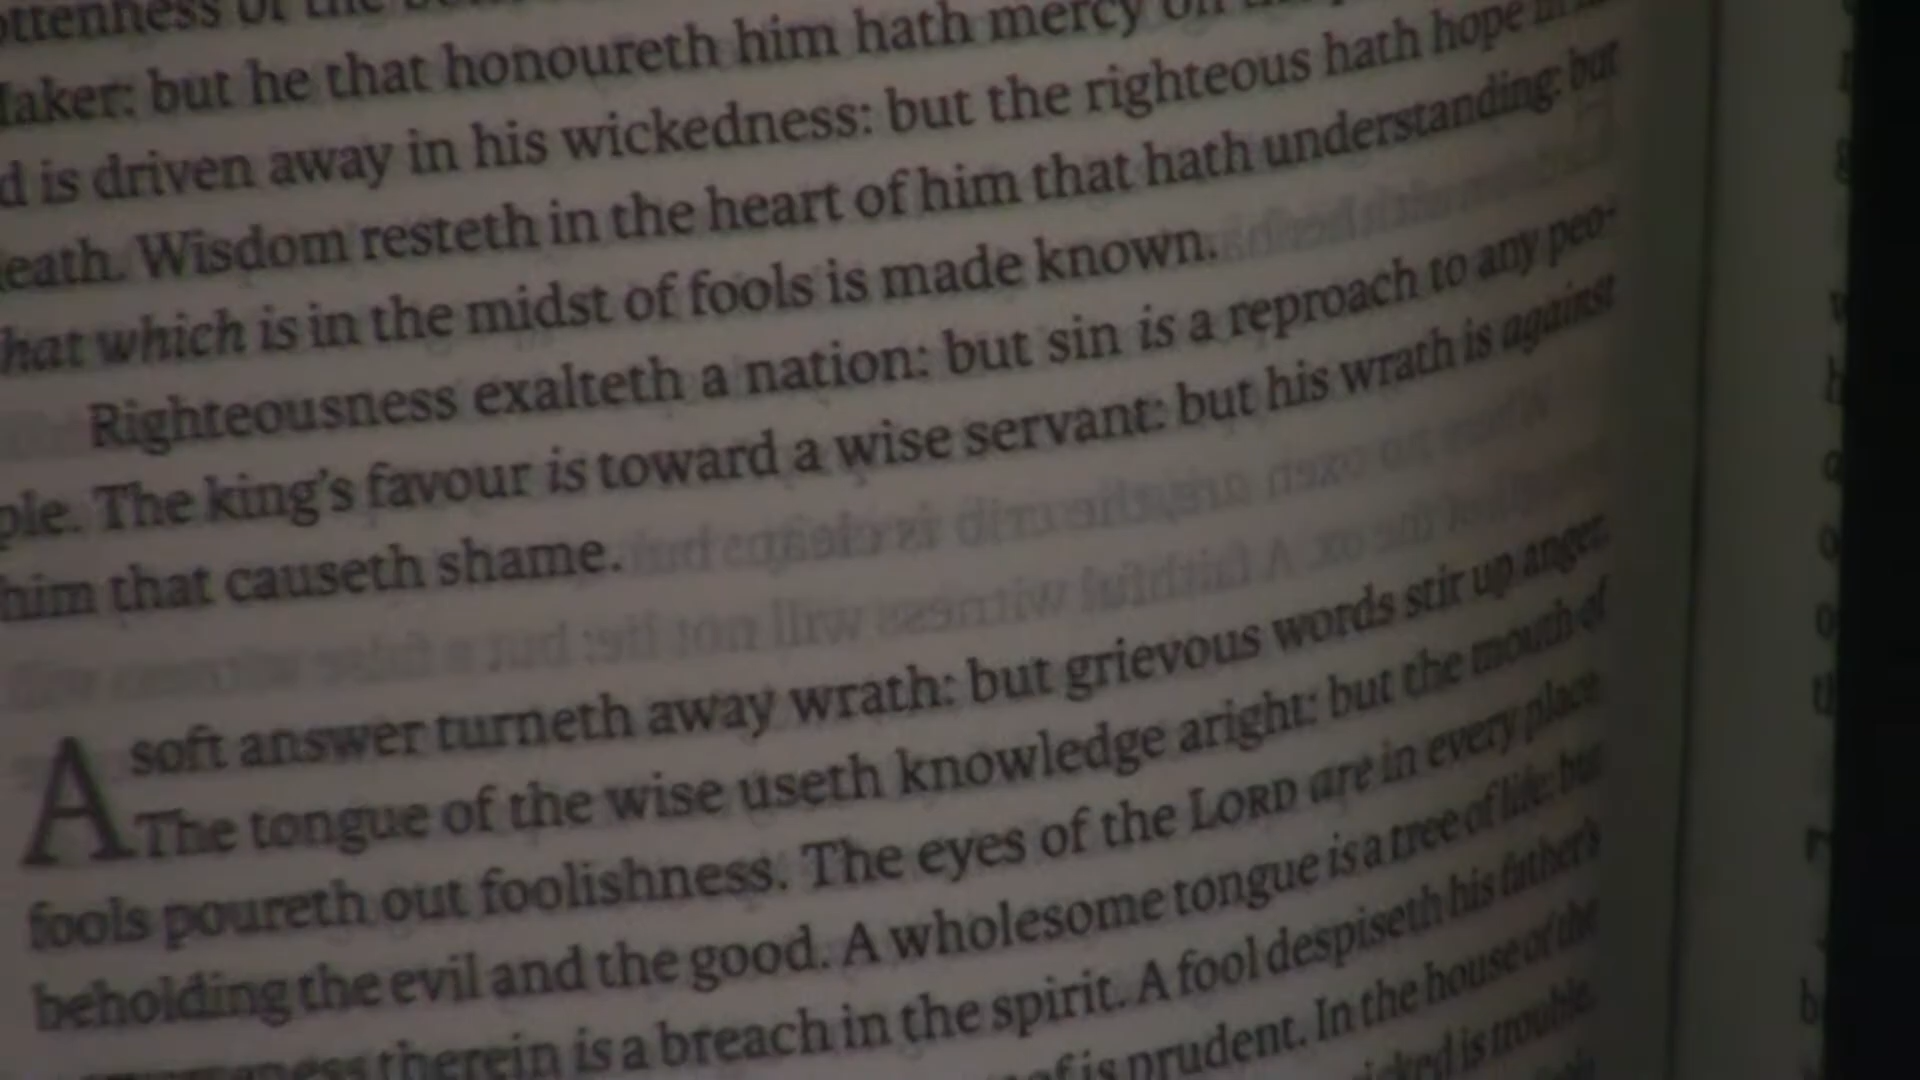 of the
aker: but he that honoureth him hath mercy on
d is driven away in his wickedness: but the righteous hath hope in
eath. Wisdom resteth in the heart of him that hath understanding: but
hat which is in the midst of fools is made known.
Righteousness exalteth a nation: but sin is a reproach to any peo-
ple. The king's favour is toward a wise servant: but his wrath is against
him that causeth shame.
A soft answer turneth away wrath: but grievous words stir up anger.
The tongue of the wise useth knowledge aright: but the mouth of
fools poureth out foolishness. The eyes of the LORD are in every place,
beholding the evil and the good. A wholesome tongue is a tree of life: but
therein is a breach in the spirit. A fool despiseth his father's
is prudent. In the house of the
is trouble.